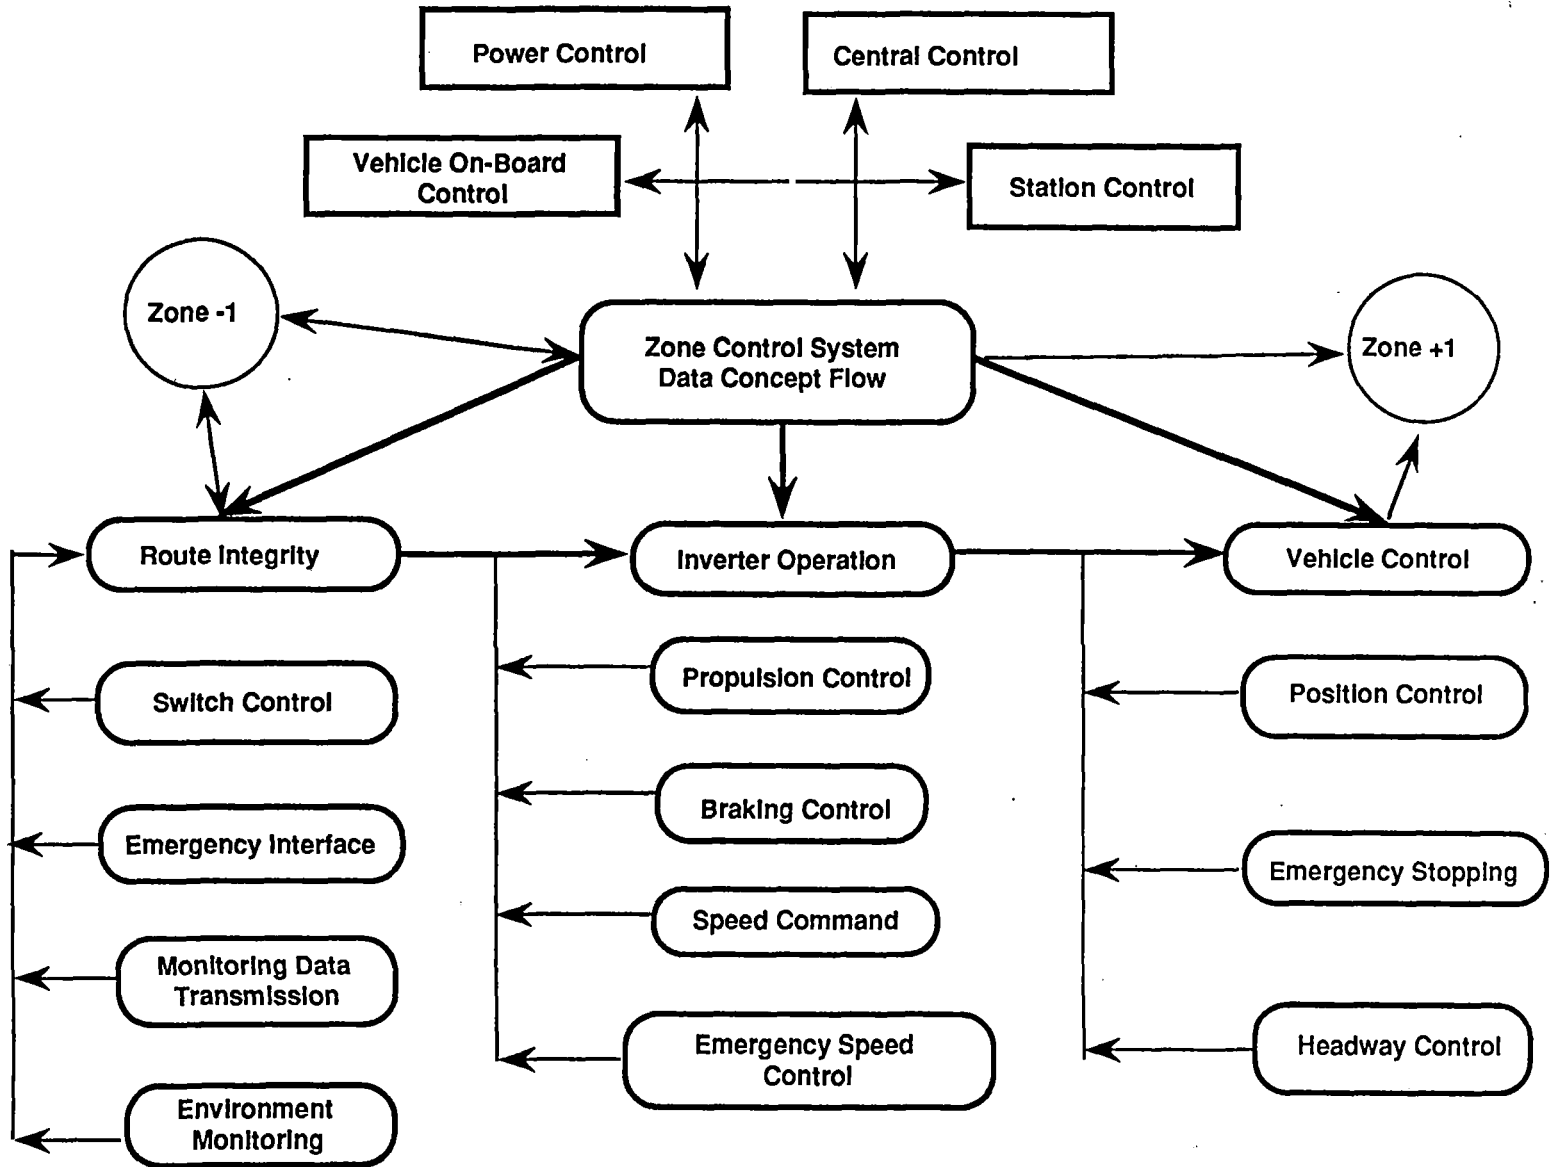 Power Control
Central Control
Vehicle On-Board
Control
Station Control
Zone -1
Zone Control System
Data Concept Flow
Zone +1
Route Integrity
Inverter Operation
Vehicle Control
Switch Control
Propulsion Control
Position Control
Emergency Interface
Braking Control
Emergency Stopping
Monitoring Data
Transmission
Speed Command
Emergency Speed
Control
Headway Control
Environment
Monitoring